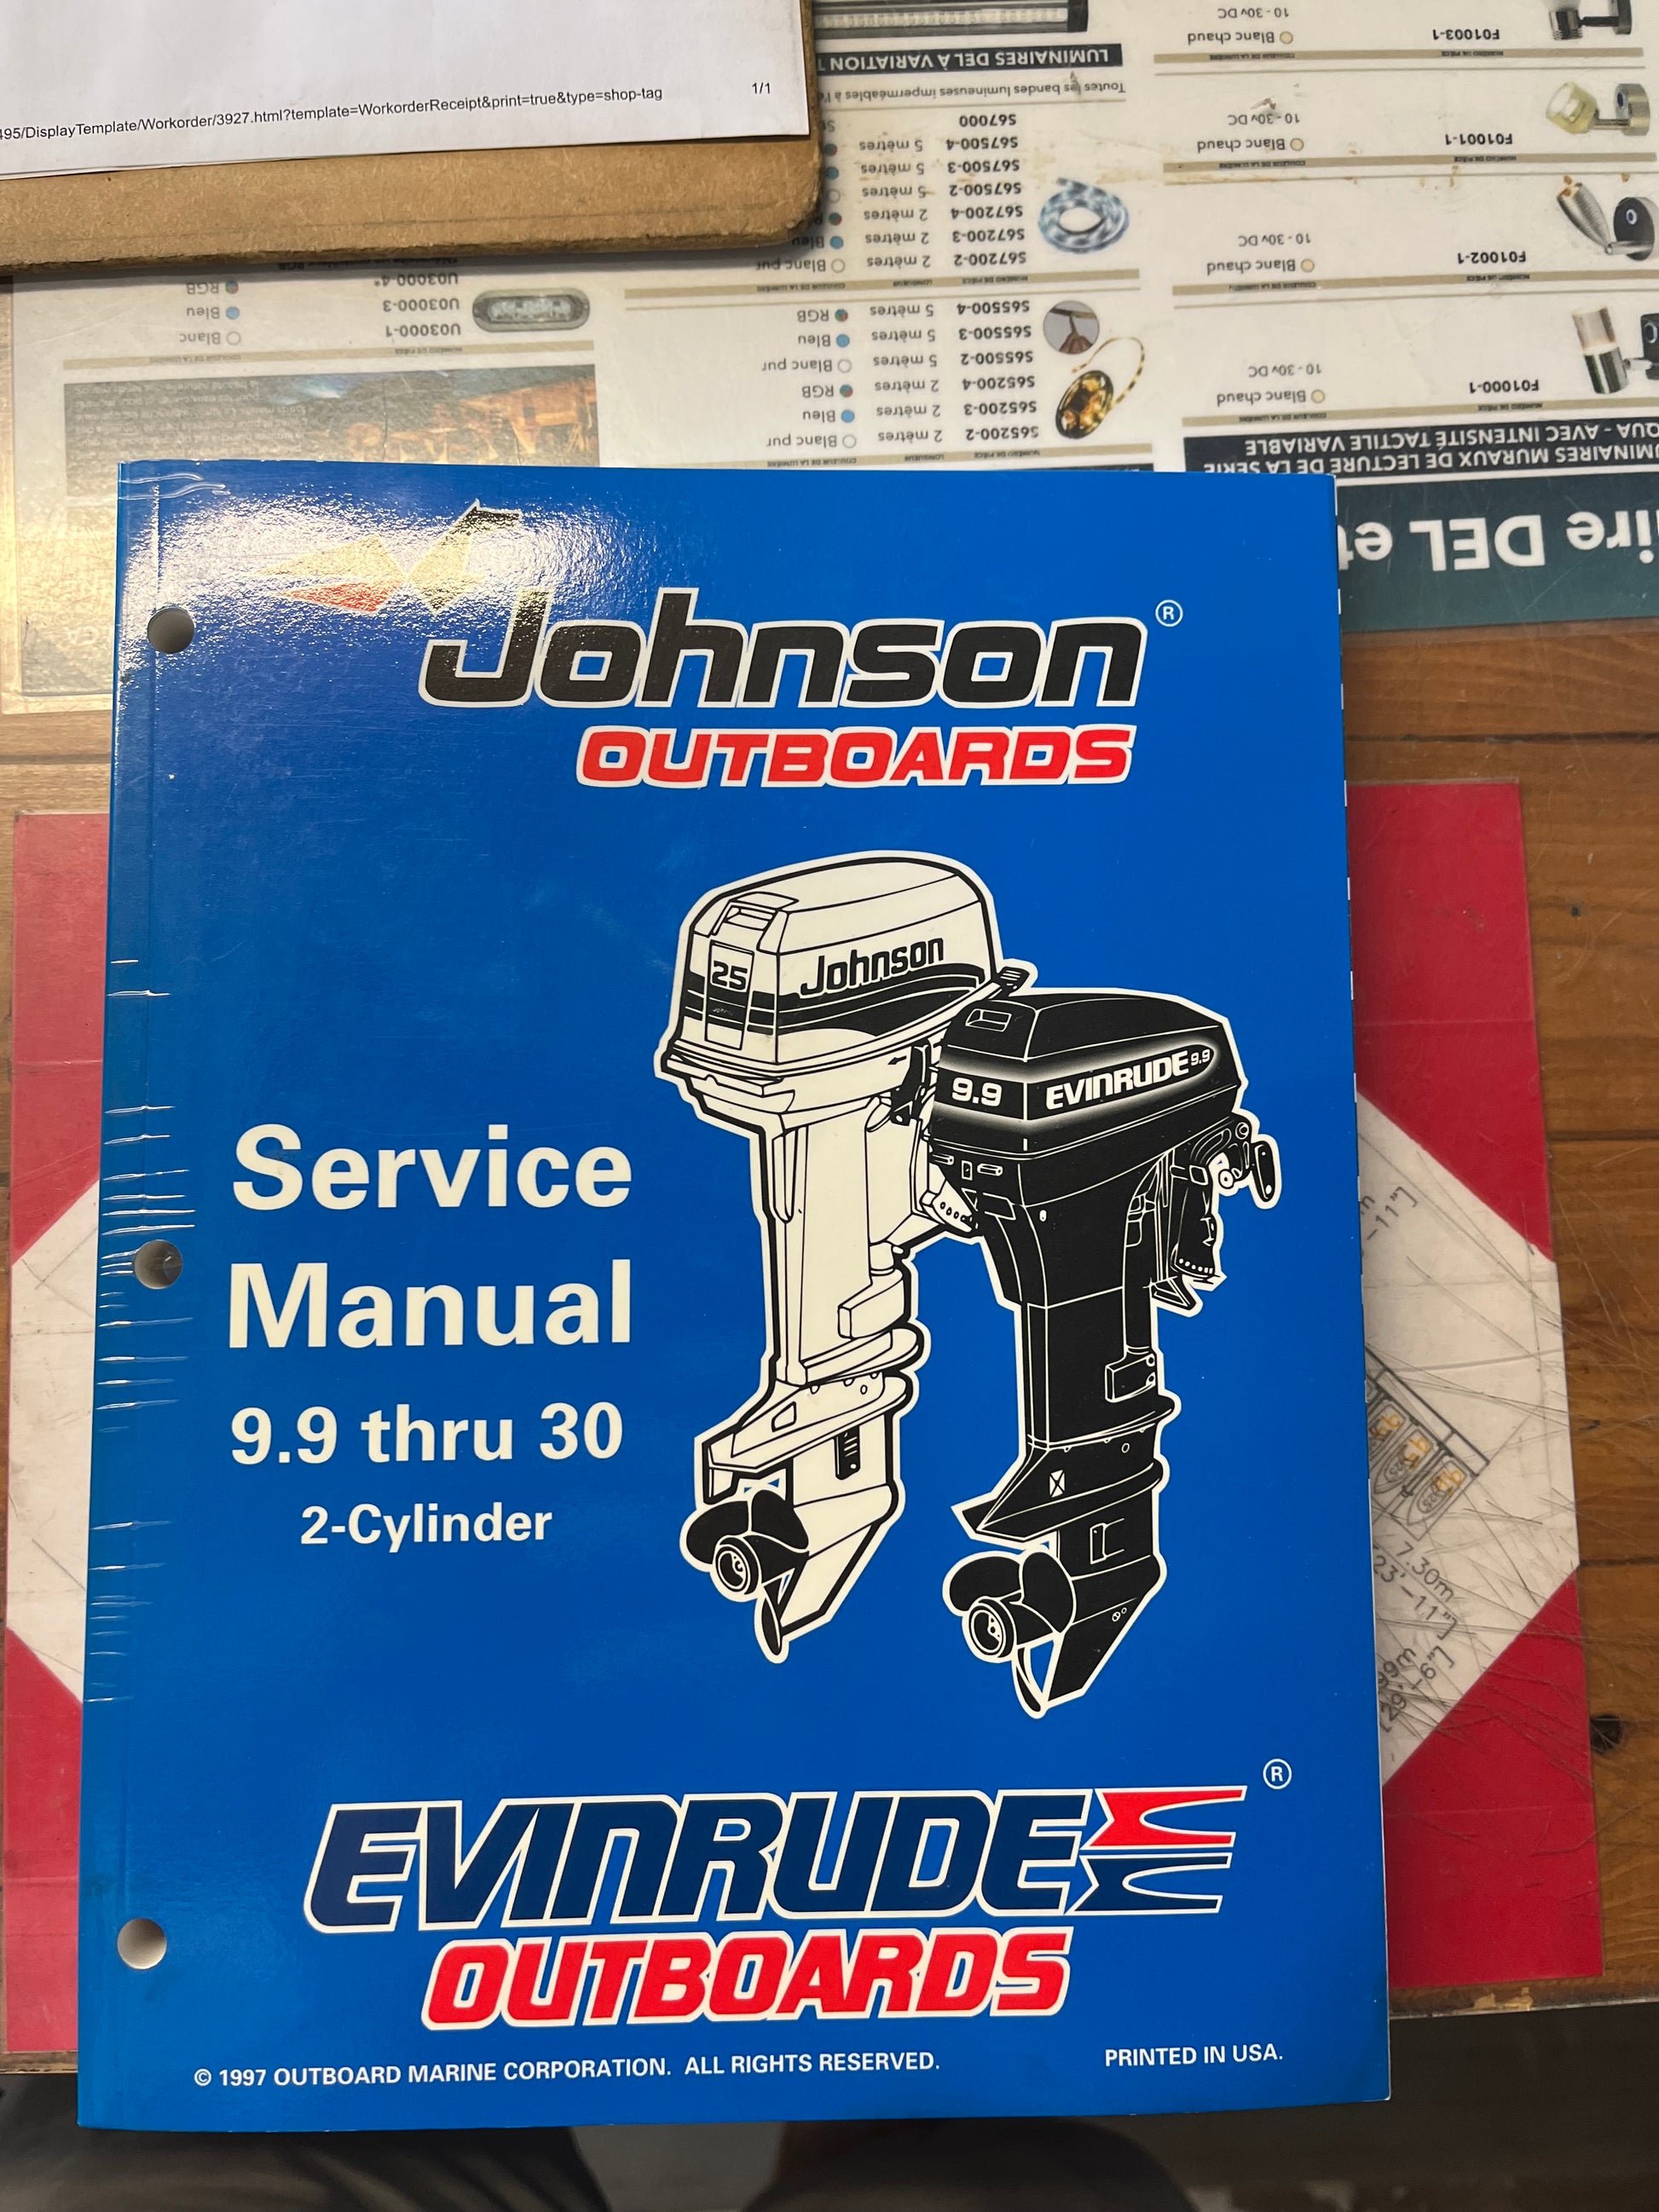 495/DisplayTemplate/Workorder/3927.html?template=WorkorderReceipt&print=true&type=shop-tag
1/1
10 - 30v DC
Blanc chaud
F01003-1
LUMINAIRES DEL À VARIATION
Toutes les bandes lumineuses imperméables à
S67000
S67500-4 5 mètres
S67500-3 5 mètres
S67500-2 5 mètres
S67200-4 2 mètres
S67200-3 2 mètres Bleu
S67200-2 2 mètres Blanc pur
S65500-4 5 mètres RGB
S65500-3 5 mètres Bleu
S65500-2 5 mètres Blanc pur
S65200-4 2 mètres RGB
S65200-3 2 mètres Bleu
S65200-2 2 mètres Blanc pur
10 - 30v DC
Blanc chaud
F01001-1
10 - 30v DC
Blanc chaud
F01002-1
10 - 30v DC
Blanc chaud
F01000-1
U03000-4* RGB
U03000-3 Bleu
U03000-1 Blanc
MINAIRES MURAUX DE LECTURE DE LA SÉRIE
QUA - AVEC INTENSITÉ TACTILE VARIABLE
ire DEL et
Johnson®
OUTBOARDS
25
Johnson
9.9
EVINRUDE 9.9
Service
Manual
9.9 thru 30
2-Cylinder
EVINRUDE®
OUTBOARDS
© 1997 OUTBOARD MARINE CORPORATION. ALL RIGHTS RESERVED.
PRINTED IN USA.
-11"]
7.30m
23'-11"]
99m
[29'-6"]